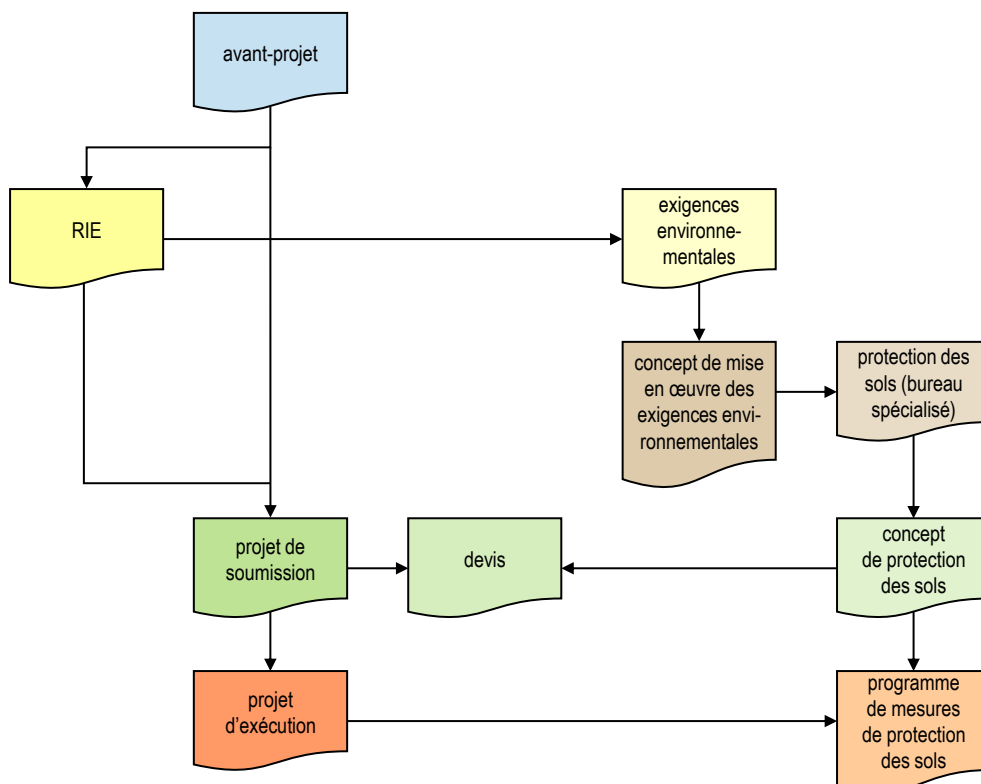 avant-projet
RIE
exigences
environne-
mentales
concept de mise
en œuvre des
exigences envi-
ronnementales
protection des
sols (bureau
spécialisé)
projet de
soumission
devis
concept
de protection
des sols
projet
d'exécution
programme
de mesures
de protection
des sols